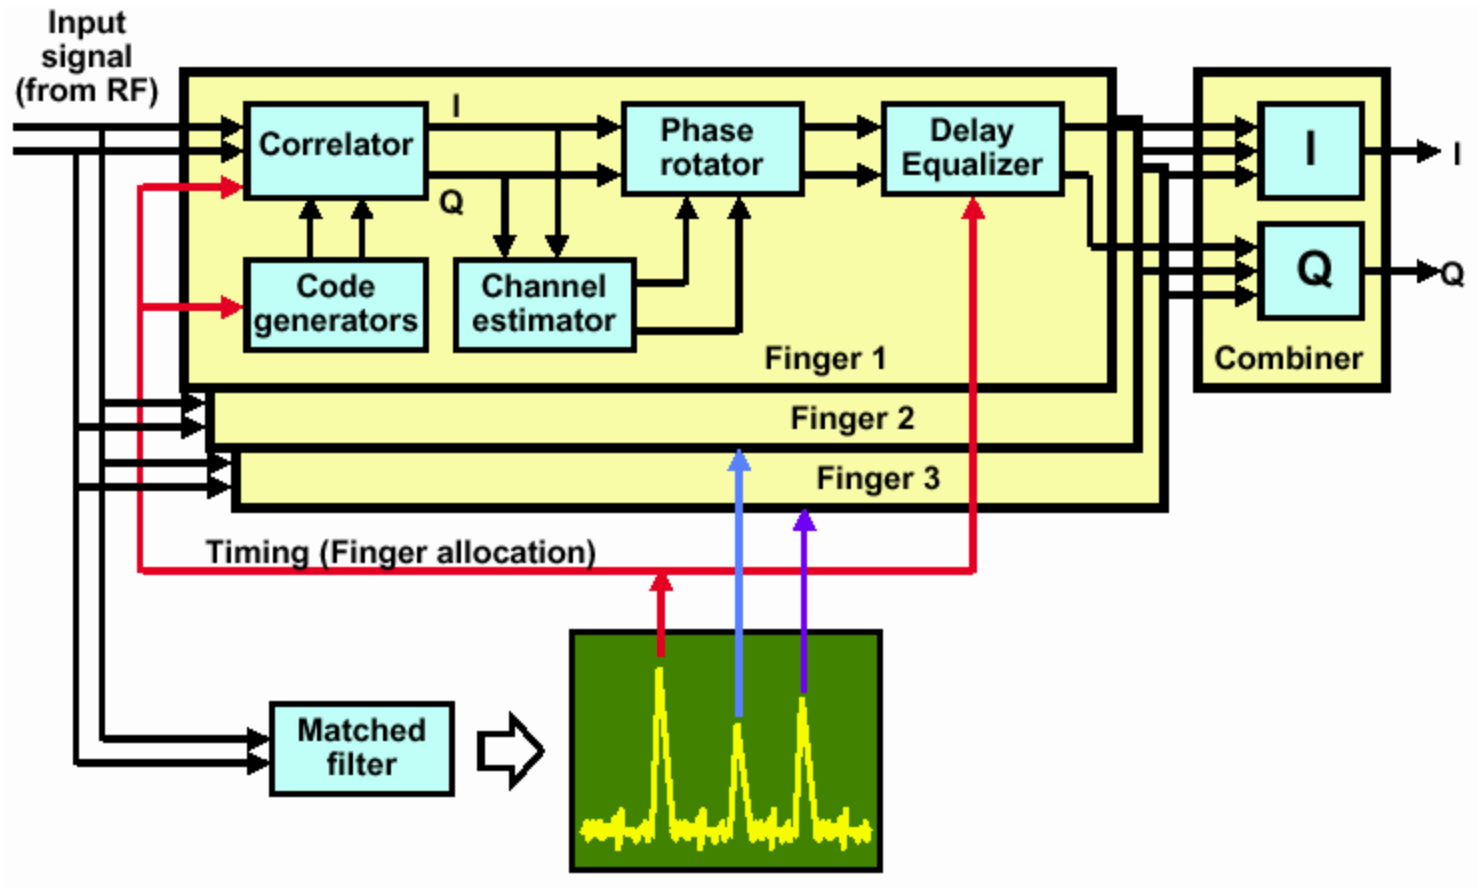 Input
signal
(from RF)
Correlator
I
Q
Phase
rotator
Delay
Equalizer
I
I
Q
Q
Code
generators
Channel
estimator
Finger 1
Combiner
Finger 2
Finger 3
Timing (Finger allocation)
Matched
filter